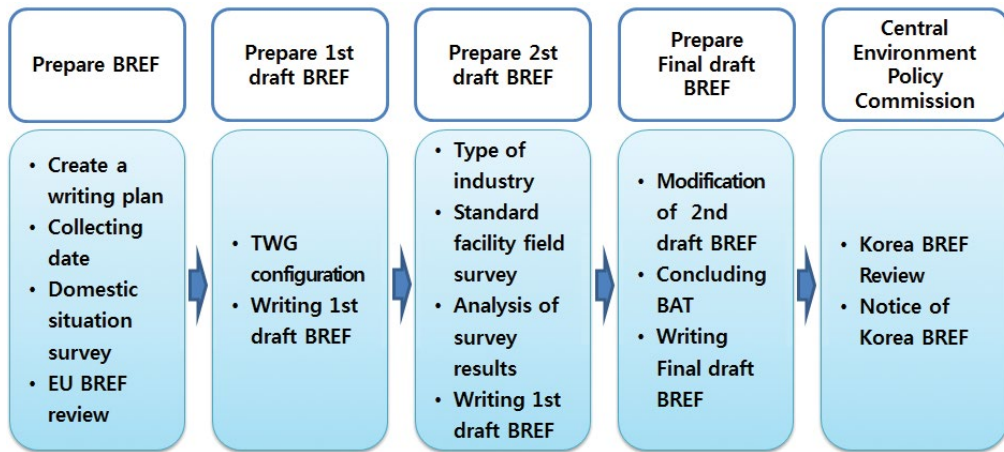 Prepare BREF
• Create a
writing plan
• Collecting
date
• Domestic
situation
survey
• EU BREF
review
Prepare 1st
draft BREF
• TWG
configuration
• Writing 1st
draft BREF
Prepare 2st
draft BREF
• Type of
industry
• Standard
facility field
survey
• Analysis of
survey
results
• Writing 1st
draft BREF
Prepare
Final draft
BREF
• Modification
of 2nd
draft BREF
• Concluding
BAT
• Writing
Final draft
BREF
Central
Environment
Policy
Commission
• Korea BREF
Review
• Notice of
Korea BREF